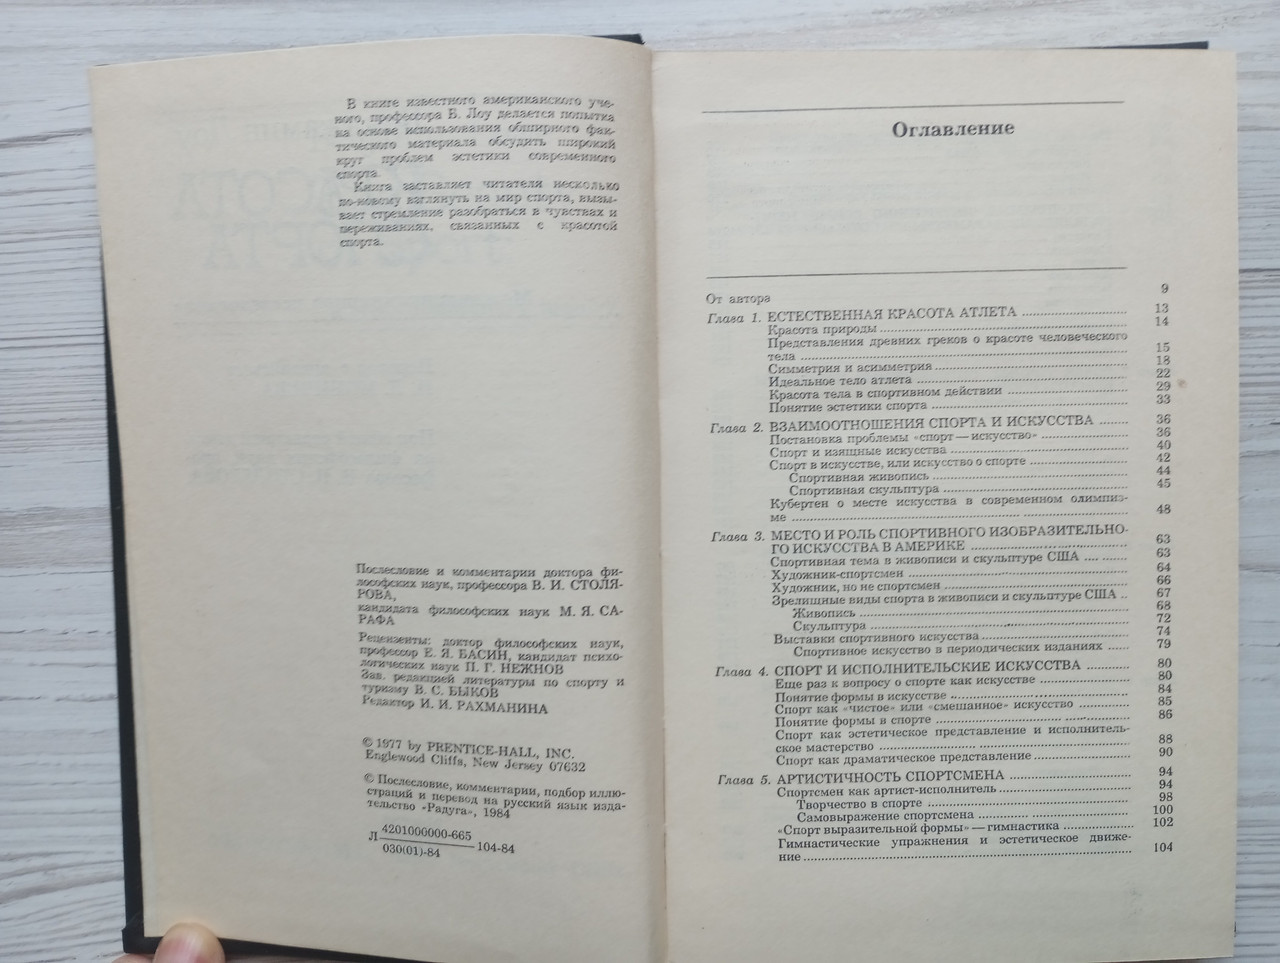 В книге известного американского уче-
ного, профессора Б. Лоу делается попытка
на основе использования обширного фак-
тического материала обсудить широкий
круг проблем эстетики современного
спорта.
Книга заставляет читателя несколько
по-новому взглянуть на мир спорта, вызы-
вает стремление разобраться в чувствах и
переживаниях, связанных с красотой
спорта.
Послесловие и комментарии доктора фи-
лософских наук, профессора В. И. СТОЛЯ-
РОВА,
кандидата философских наук М. Я. СА-
РАФА
Рецензенты: доктор философских наук,
профессор Е. Я. БАСИН, кандидат психо-
логических наук П. Г. НЕЖНОВ
Зав. редакцией литературы по спорту и
туризму В. С. БЫКОВ
Редактор И. И. РАХМАНИНА
© 1977 by PRENTICE-HALL, INC.
Englewood Cliffs, New Jersey 07632
© Послесловие, комментарии, подбор иллю-
страций и перевод на русский язык изда-
тельство «Радуга», 1984
Л 4201000000-665
030(01)-84 104-84
Оглавление
От автора 9
Глава 1. ЕСТЕСТВЕННАЯ КРАСОТА АТЛЕТА 13
Красота природы 14
Представления древних греков о красоте человеческого
тела 15
Симметрия и асимметрия 18
Идеальное тело атлета 22
Красота тела в спортивном действии 29
Понятие эстетики спорта 33
Глава 2. ВЗАИМООТНОШЕНИЯ СПОРТА И ИСКУССТВА 36
Постановка проблемы «спорт — искусство» 36
Спорт и изящные искусства 40
Спорт в искусстве, или искусство о спорте 42
Спортивная живопись 44
Спортивная скульптура 45
Кубертен о месте искусства в современном олимпиз-
ме 48
Глава 3. МЕСТО И РОЛЬ СПОРТИВНОГО ИЗОБРАЗИТЕЛЬНО-
ГО ИСКУССТВА В АМЕРИКЕ 63
Спортивная тема в живописи и скульптуре США 63
Художник-спортсмен 64
Художник, но не спортсмен 66
Зрелищные виды спорта в живописи и скульптуре США 67
Живопись 68
Скульптура 72
Выставки спортивного искусства 74
Спортивное искусство в периодических изданиях 79
Глава 4. СПОРТ И ИСПОЛНИТЕЛЬСКИЕ ИСКУССТВА 80
Еще раз к вопросу о спорте как искусстве 80
Понятие формы в искусстве 84
Спорт как «чистое» или «смешанное» искусство 85
Понятие формы в спорте 86
Спорт как эстетическое представление и исполнитель-
ское мастерство 88
Спорт как драматическое представление 90
Глава 5. АРТИСТИЧНОСТЬ СПОРТСМЕНА 94
Спортсмен как артист-исполнитель 94
Творчество в спорте 98
Самовыражение спортсмена 100
«Спорт выразительной формы» — гимнастика 102
Гимнастические упражнения и эстетическое движе-
ние 104